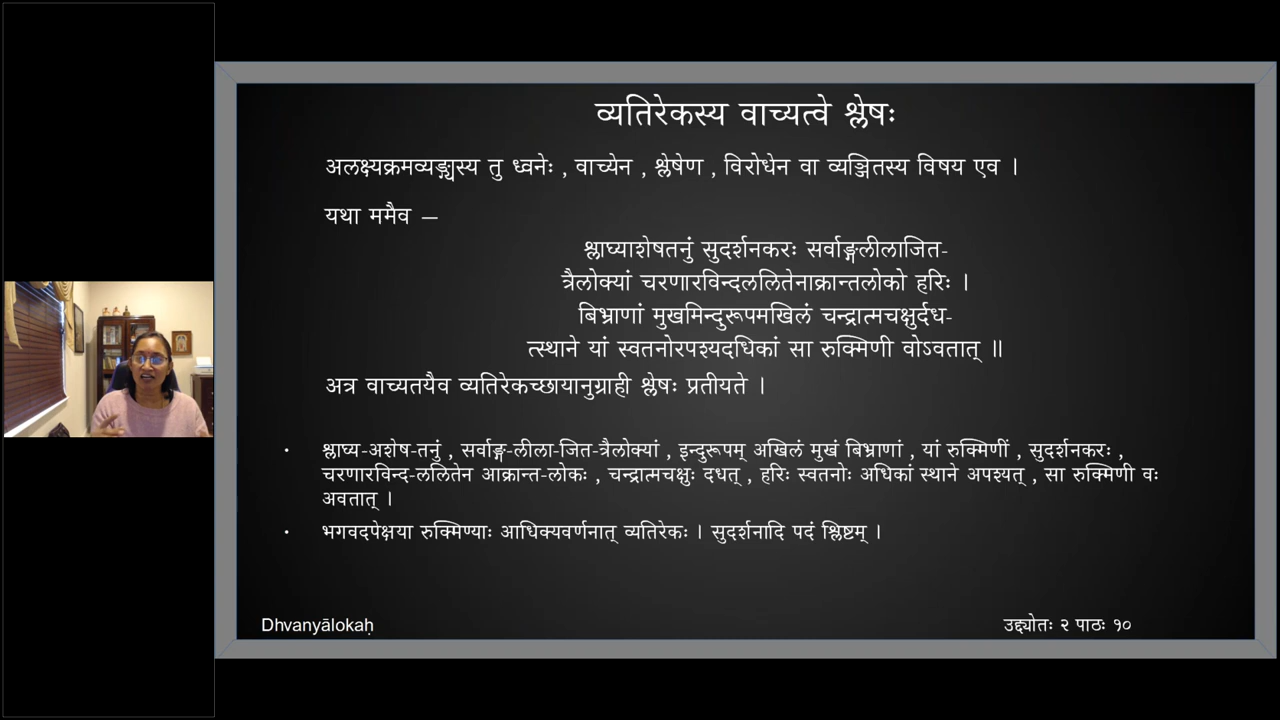 व्यतिरेकस्य वाच्यत्वे श्लेषः
अलक्ष्यक्रमव्यङ्ग्यस्य तु ध्वनेः , वाच्येन , श्लेषेण , विरोधेन वा व्यञ्जितस्य विषय एव ।
यथा ममैव —
श्लाघ्याशेषतनुं सुदर्शनकरः सर्वाङ्गलीलाजित-
त्रैलोक्यां चरणारविन्दललितेनाक्रान्तलोको हरिः ।
बिभ्राणां मुखमिन्दुरूपमखिलं चन्द्रात्मचक्षुर्दध-
त्स्थाने यां स्वतनोरपश्यदधिकां सा रुक्मिणी वोऽवतात् ॥
अत्र वाच्यतयैव व्यतिरेकच्छायानुग्राही श्लेषः प्रतीयते ।
• श्लाघ्य-अशेष-तनुं , सर्वाङ्ग-लीला-जित-त्रैलोक्यां , इन्दुरूपम् अखिलं मुखं बिभ्राणां , यां रुक्मिणीं , सुदर्शनकरः ,
चरणारविन्द-ललितेन आक्रान्त-लोकः , चन्द्रात्मचक्षुः दधत् , हरिः स्वतनोः अधिकां स्थाने अपश्यत् , सा रुक्मिणी वः
अवतात् ।
• भगवदपेक्षया रुक्मिण्याः आधिक्यवर्णनात् व्यतिरेकः । सुदर्शनादि पदं श्लिष्टम् ।
Dhvanyālokaḥ
उद्द्योतः २ पाठः १०